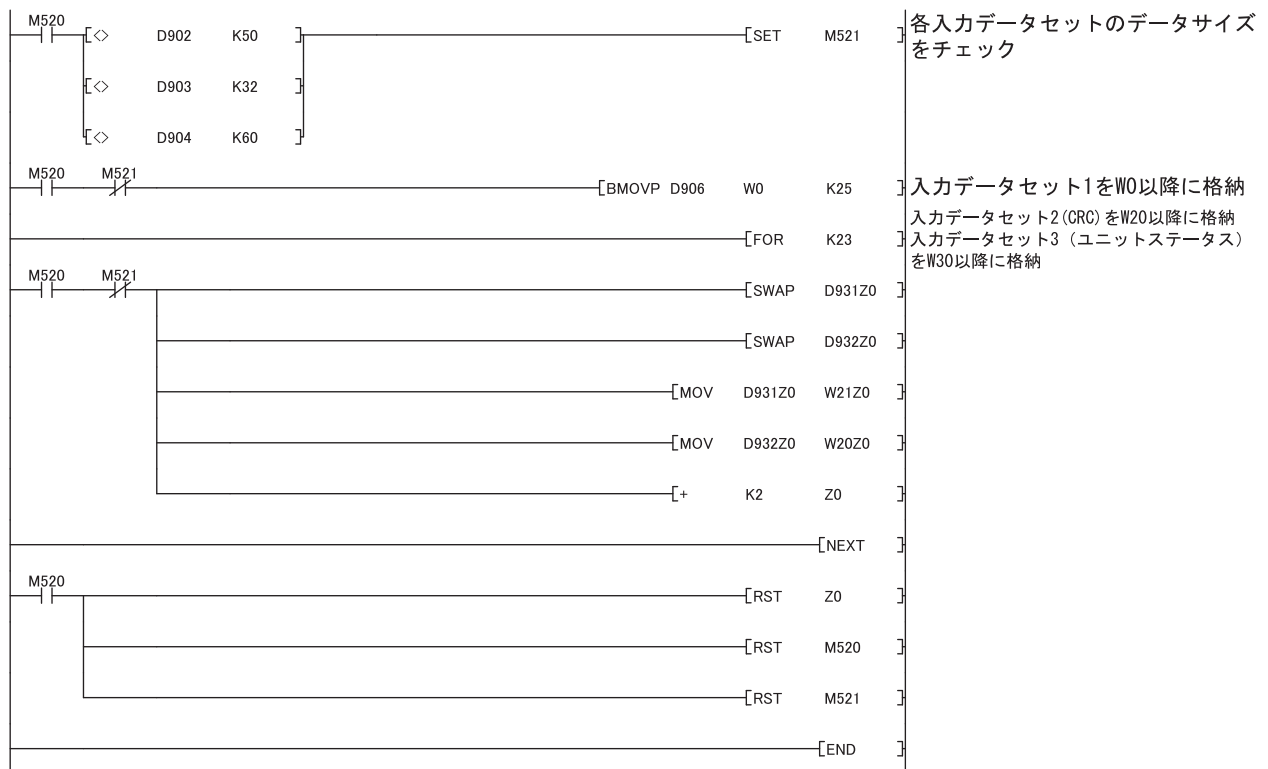 M520
[<> D902 K50 ] [SET M521 ] 各入力データセットのデータサイズ
をチェック
[<> D903 K32 ]
[<> D904 K60 ]
M520 M521
[BMOVP D906 W0 K25 ] 入力データセット1をW0以降に格納
入力データセット2(CRC)をW20以降に格納
[FOR K23 ] 入力データセット3 (ユニットステータス)
をW30以降に格納
M520 M521
[SWAP D931Z0 ]
[SWAP D932Z0 ]
[MOV D931Z0 W21Z0 ]
[MOV D932Z0 W20Z0 ]
[+ K2 Z0 ]
[NEXT ]
M520
[RST Z0 ]
[RST M520 ]
[RST M521 ]
[END ]